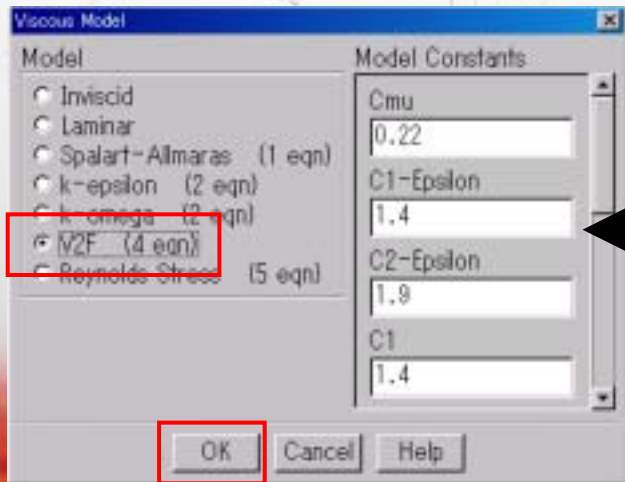 Viscous Model
Model
Inviscid
Laminar
Spalart-Allmaras (1 eqn)
k-epsilon (2 eqn)
k-omega (2 eqn)
V2F (4 eqn)
Reynolds Stress (5 eqn)
Model Constants
Cmu
0.22
C1-Epsilon
1.4
C2-Epsilon
1.9
C1
1.4
OK
Cancel
Help